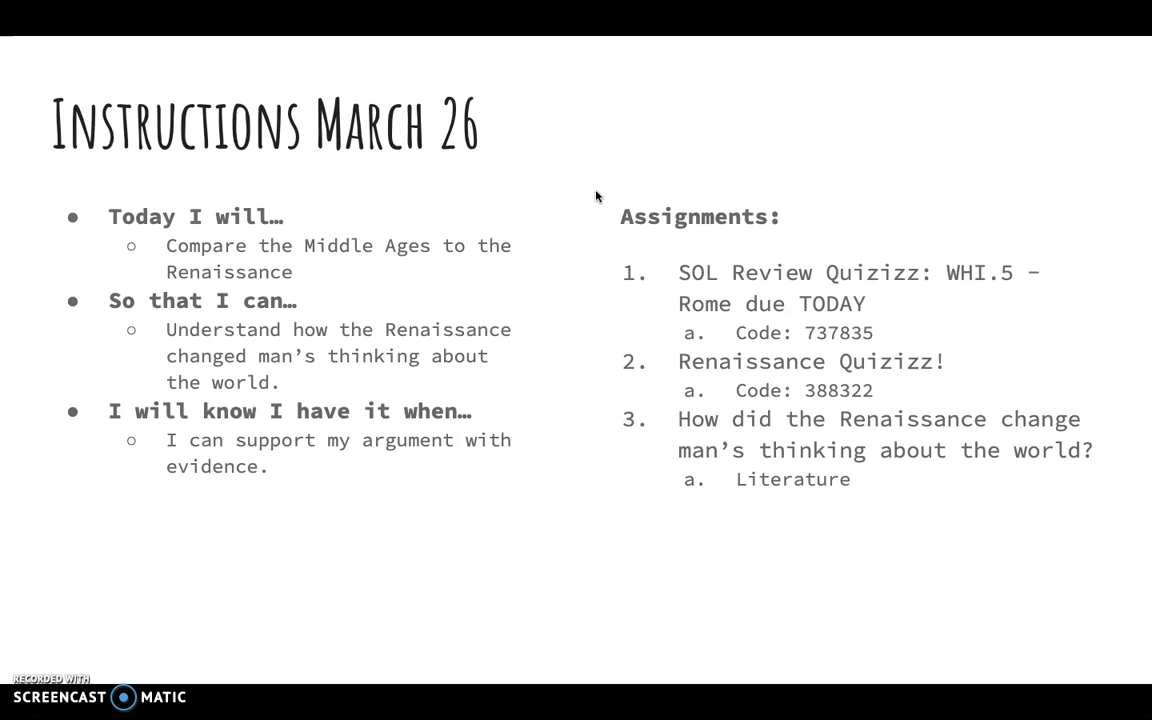 Instructions March 26
● Today I will…
○ Compare the Middle Ages to the
Renaissance
● So that I can…
○ Understand how the Renaissance
changed man’s thinking about
the world.
● I will know I have it when…
○ I can support my argument with
evidence.
Assignments:
1. SOL Review Quizizz: WHI.5 –
Rome due TODAY
a. Code: 737835
2. Renaissance Quizizz!
a. Code: 388322
3. How did the Renaissance change
man’s thinking about the world?
a. Literature
RECORDED WITH
SCREENCAST MATIC